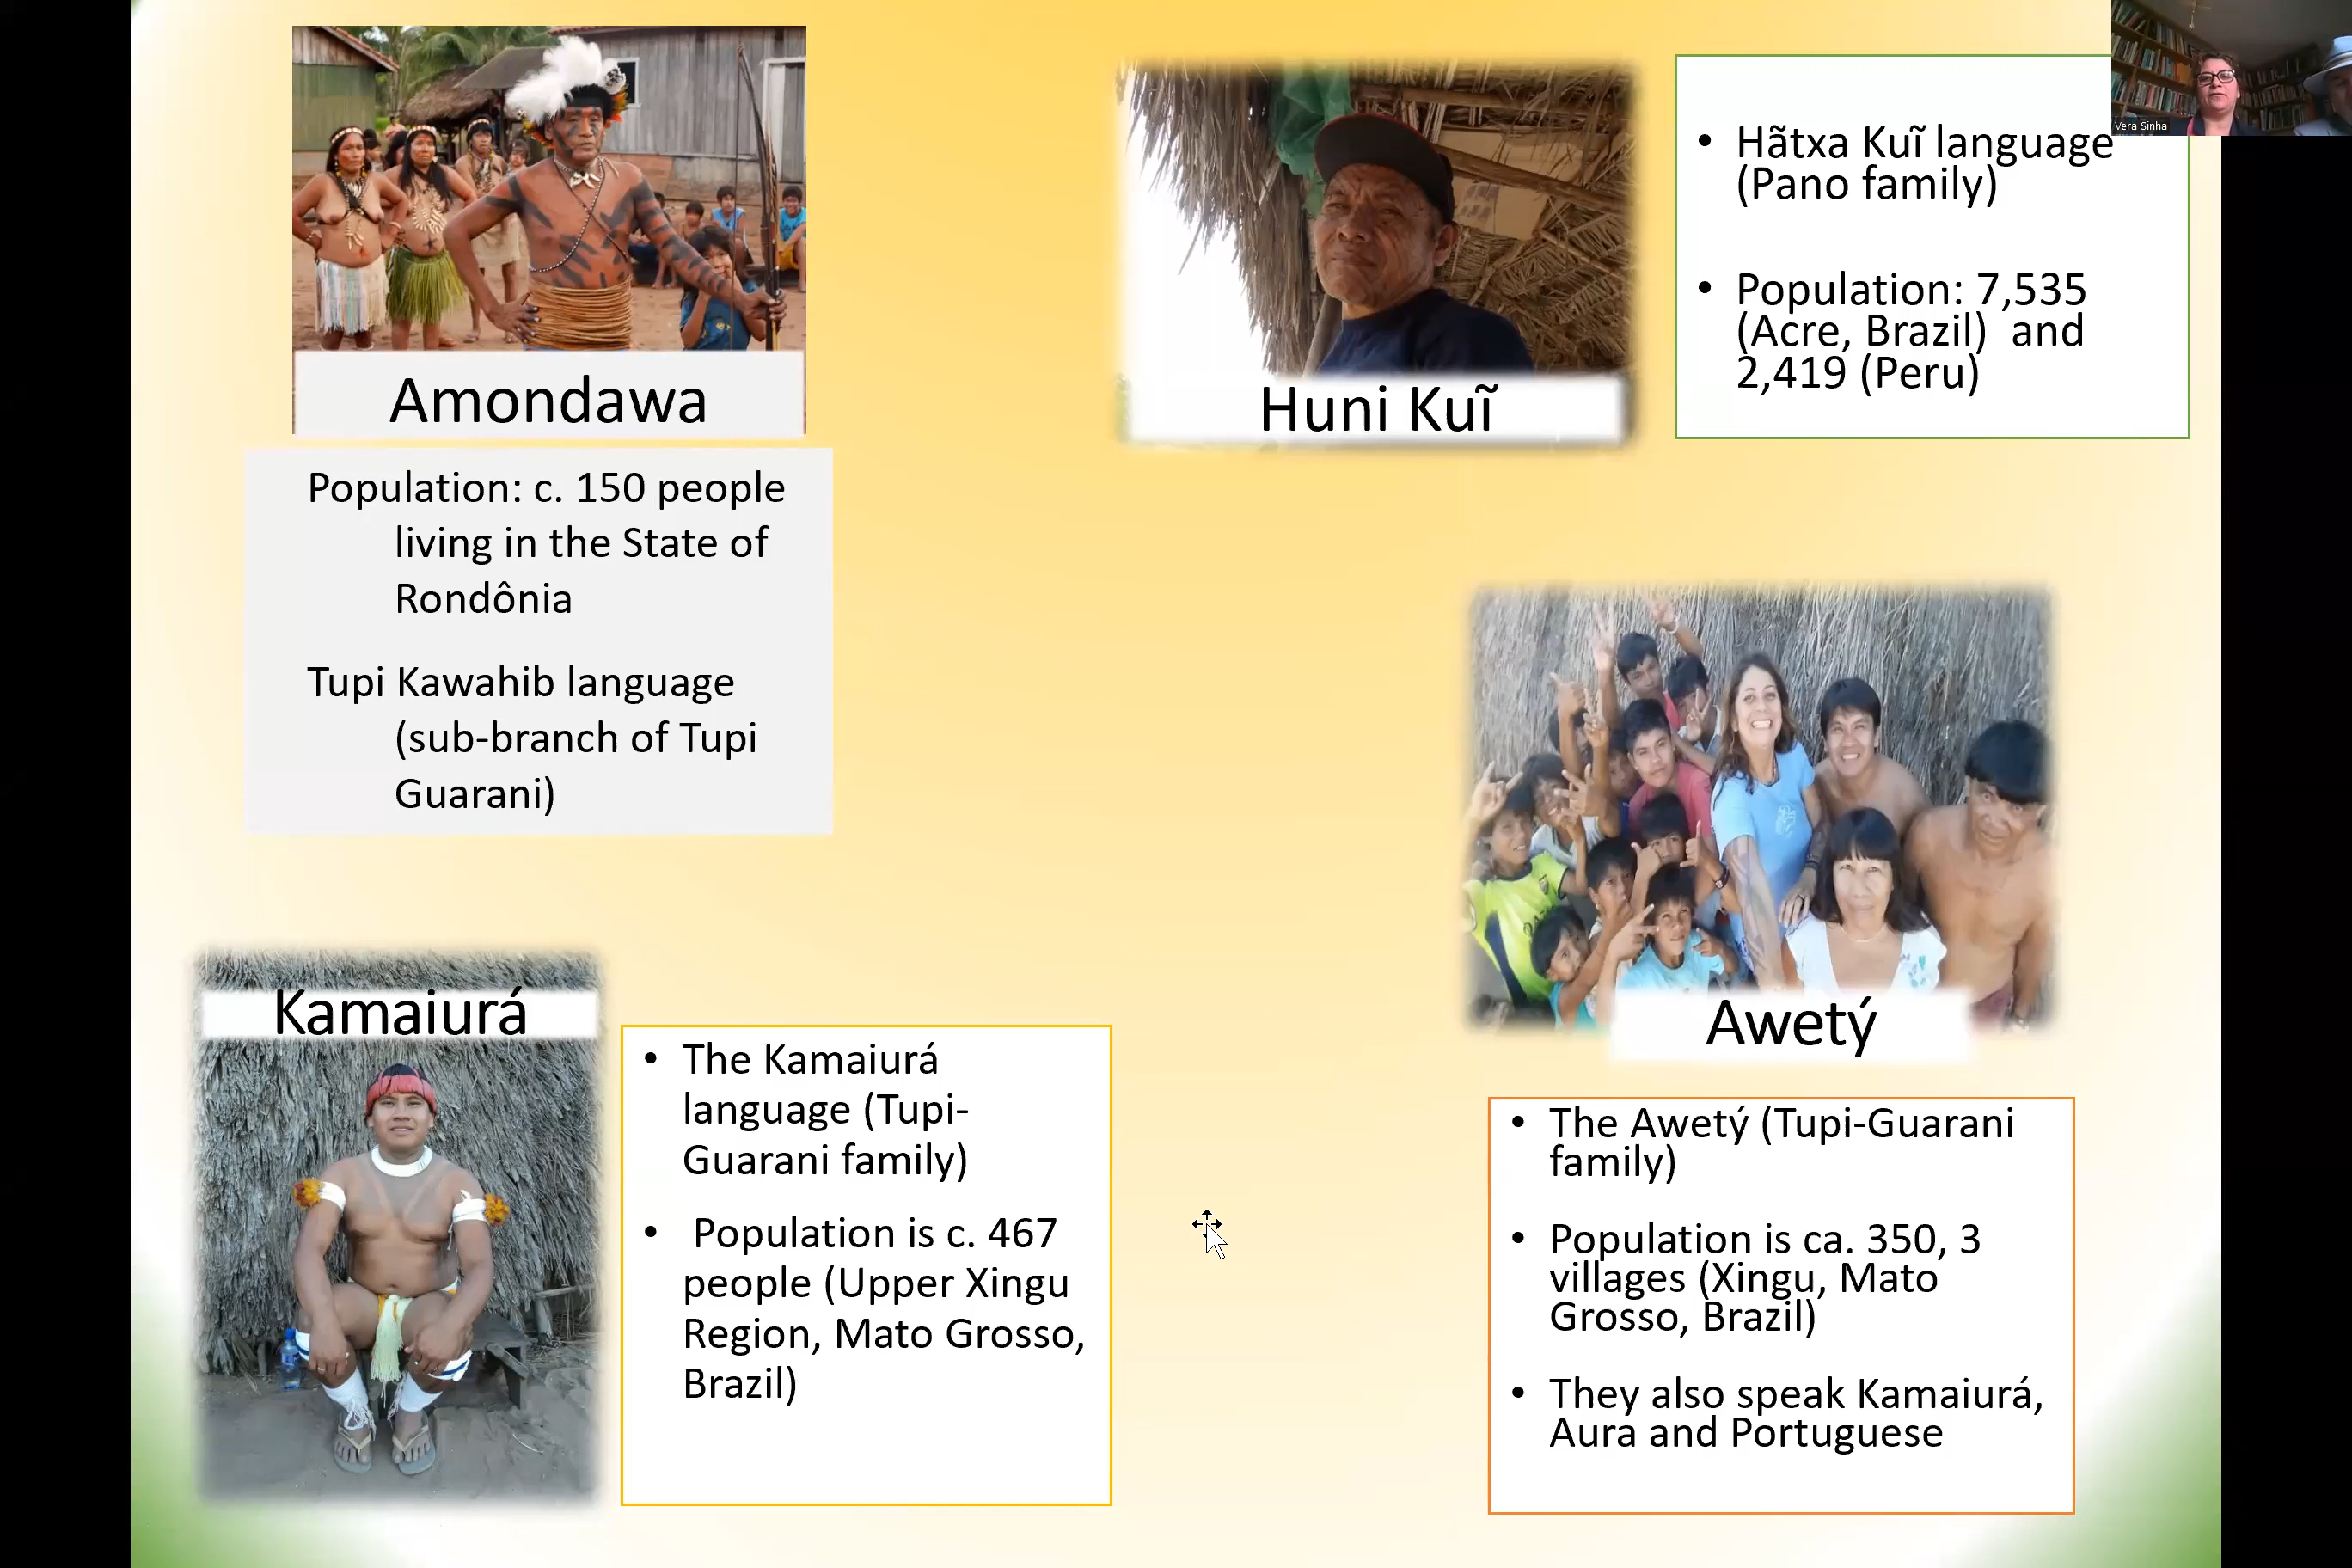 Amondawa
Population: c. 150 people
living in the State of
Rondônia
Tupi Kawahib language
(sub-branch of Tupi
Guarani)
Huni Kuĩ
• Hãtxa Kuĩ language
(Pano family)
• Population: 7,535
(Acre, Brazil) and
2,419 (Peru)
Vera Sinha
Kamaiurá
• The Kamaiurá
language (Tupi-
Guarani family)
• Population is c. 467
people (Upper Xingu
Region, Mato Grosso,
Brazil)
Awetý
• The Awetý (Tupi-Guarani
family)
• Population is ca. 350, 3
villages (Xingu, Mato
Grosso, Brazil)
• They also speak Kamaiurá,
Aura and Portuguese